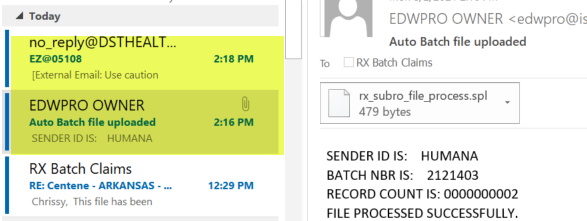 Today
no_reply@DSTHEALT...
EZ@05108 2:18 PM
[External Email: Use caution
EDWPRO OWNER
Auto Batch file uploaded 2:16 PM
SENDER ID IS: HUMANA
RX Batch Claims
RE: Centene - ARKANSAS - ... 12:29 PM
Chrissy, This file has been
EDWPRO OWNER <edwpro@is
Auto Batch file uploaded
To RX Batch Claims
rx_subro_file_process.spl
479 bytes
SENDER ID IS: HUMANA
BATCH NBR IS: 2121403
RECORD COUNT IS: 0000000002
FILE PROCESSED SUCCESSFULLY.